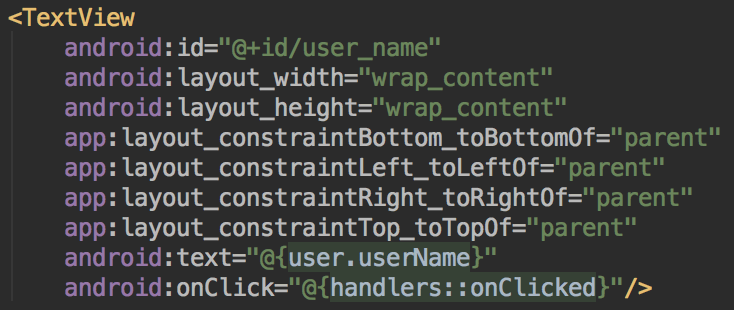 <TextView
android:id="@+id/user_name"
android:layout_width="wrap_content"
android:layout_height="wrap_content"
app:layout_constraintBottom_toBottomOf="parent"
app:layout_constraintLeft_toLeftOf="parent"
app:layout_constraintRight_toRightOf="parent"
app:layout_constraintTop_toTopOf="parent"
android:text="@{user.userName}"
android:onClick="@{handlers::onClicked}"/>